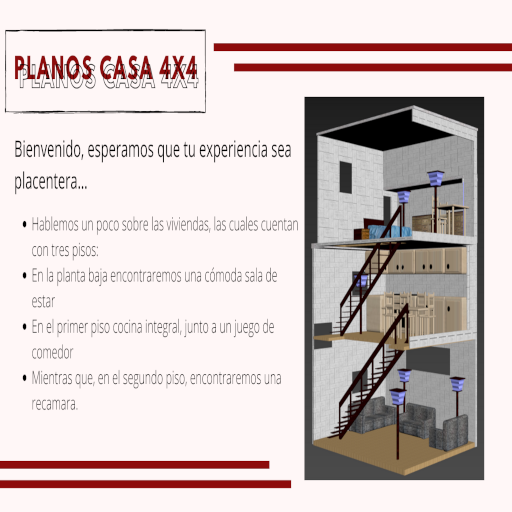 PLANOS CASA 4X4
Bienvenido, esperamos que tu experiencia sea
placentera...
• Hablemos un poco sobre las viviendas, las cuales cuentan
con tres pisos:
• En la planta baja encontraremos una cómoda sala de
estar
• En el primer piso cocina integral, junto a un juego de
comedor
• Mientras que, en el segundo piso, encontraremos una
recamara.